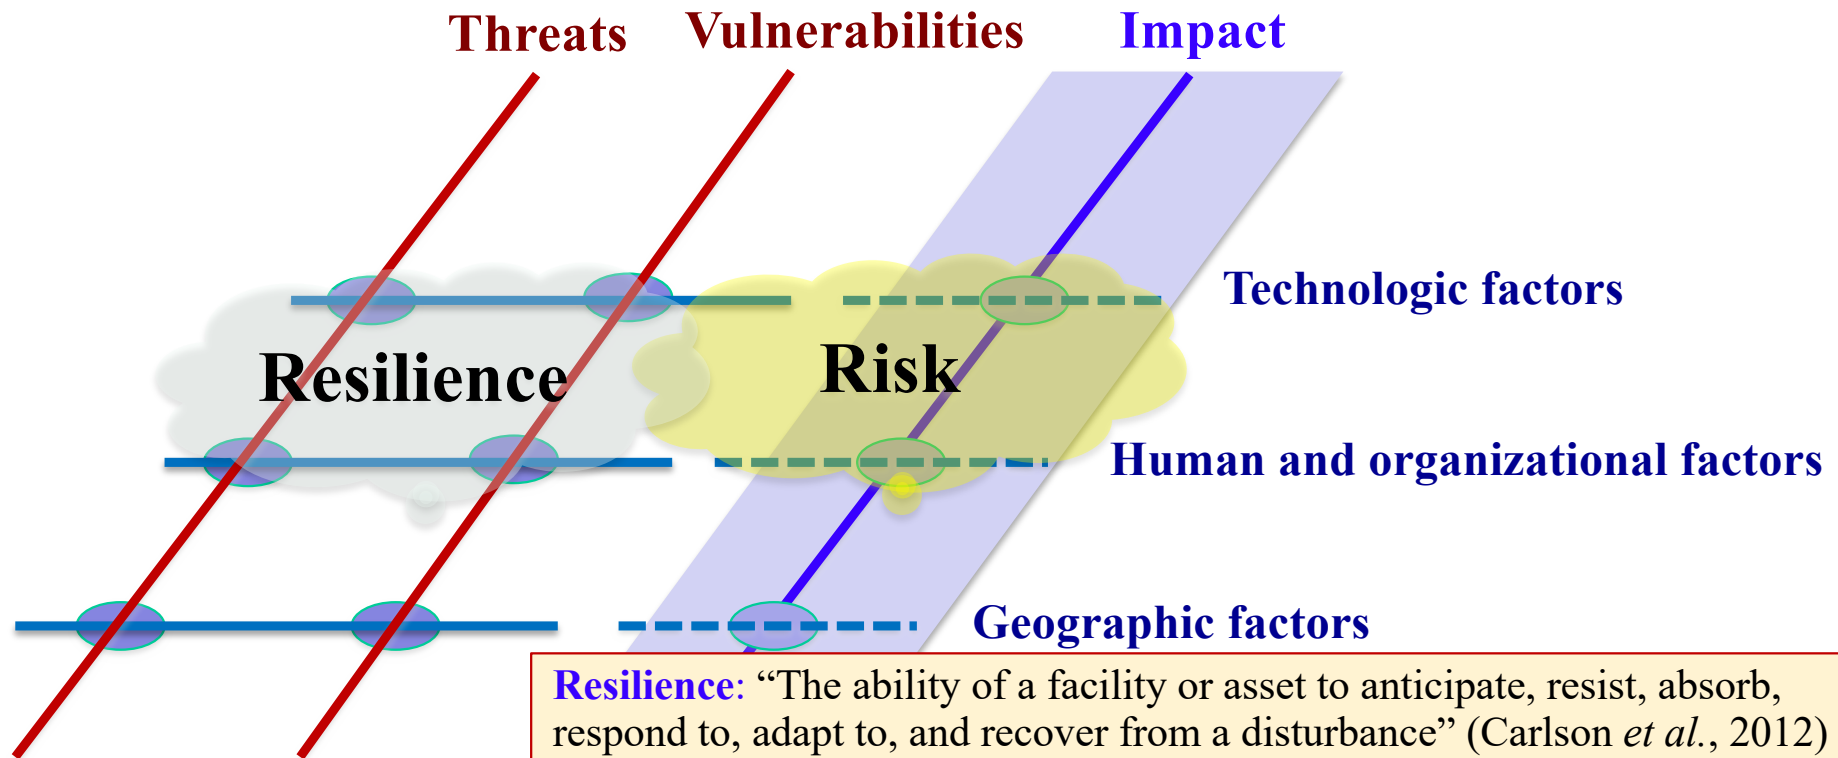 Threats
Vulnerabilities
Impact
Technologic factors
Resilience
Risk
Human and organizational factors
Geographic factors
Resilience: “The ability of a facility or asset to anticipate, resist, absorb,
respond to, adapt to, and recover from a disturbance” (Carlson et al., 2012)